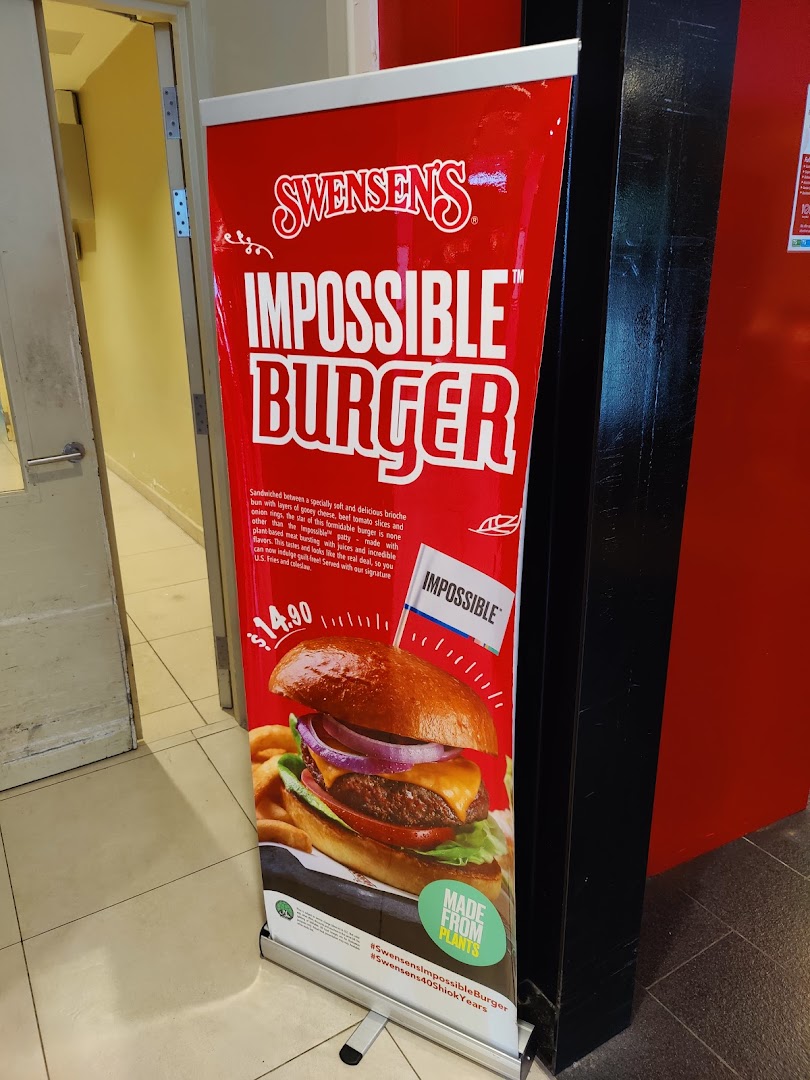 SWENSEN'S®
IMPOSSIBLE™
BURGER
Sandwiched between a specially soft and delicious brioche
bun with layers of gooey cheese, beef tomato slices and
onion rings, the star of this formidable burger is none
other than the Impossible™ patty - made with
plant-based meat bursting with juices and incredible
flavors. This tastes and looks like the real deal, so you
can now indulge guilt-free! Served with our signature
U.S. Fries and coleslaw.
IMPOSSIBLE™
$14.90
MADE
FROM
PLANTS
#SwensensImpossibleBurger
#Swensens40ShiokYears